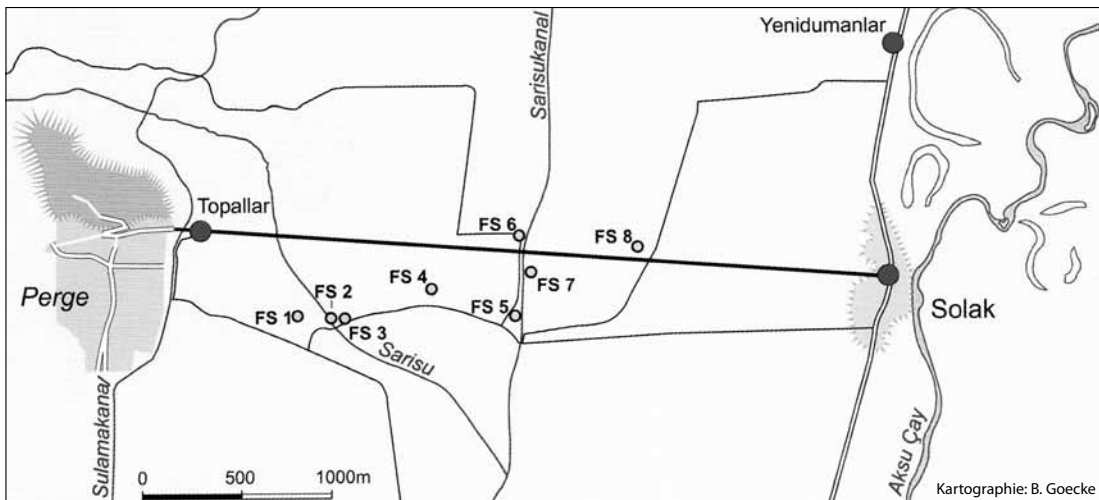 Yenidumanlar
Sarisukanal
Topallar
FS 6
FS 8
FS 4
FS 7
Perge
FS 2
FS 5
Solak
FS 1
FS 3
Sarisu
Sulamakanal
Aksu Çay
0 500 1000m
Kartographie: B. Goecke